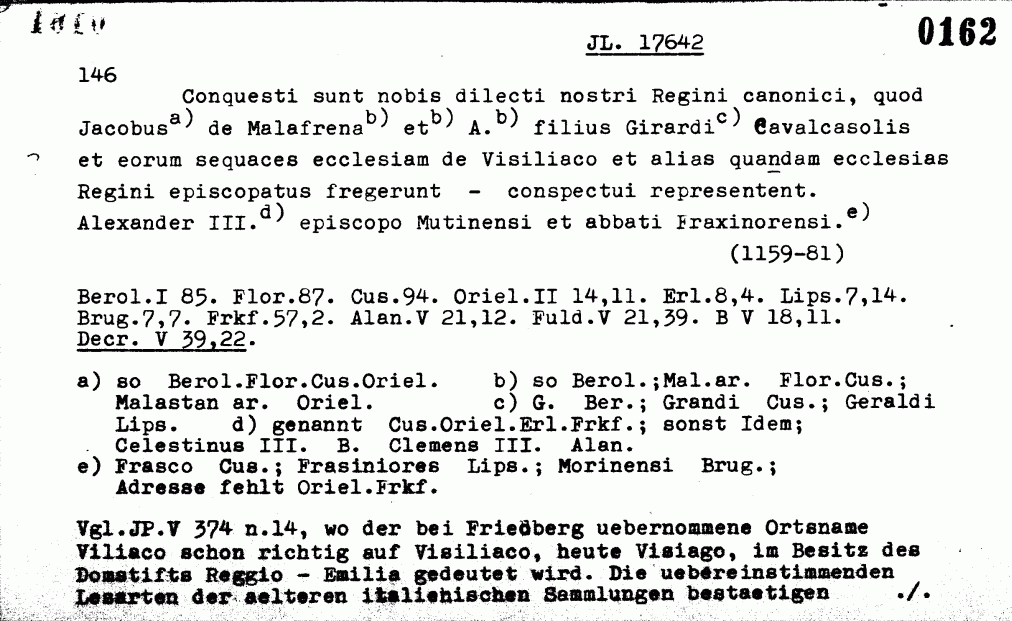 0162
JL. 17642
146
Conquesti sunt nobis dilecti nostri Regini canonici, quod
Jacobus a) de Malafrena b) et b) A. b) filius Girardi c) Cavalcasolis
et eorum sequaces ecclesiam de Visiliaco et alias quandam ecclesias
Regini episcopatus fregerunt - conspectui representent.
Alexander III. d) episcopo Mutinensi et abbati Fraxinorensi. e)
(1159-81)
Berol.I 85. Flor.87. Cus.94. Oriel.II 14,11. Erl.8,4. Lips.7,14.
Brug.7,7. Frkf.57,2. Alan.V 21,12. Fuld.V 21,39. B V 18,11.
Decr. V 39,22.
a) so Berol.Flor.Cus.Oriel. b) so Berol.;Mal.ar. Flor.Cus.;
Malastan ar. Oriel. c) G. Ber.; Grandi Cus.; Geraldi
Lips. d) genannt Cus.Oriel.Erl.Frkf.; sonst Idem;
Celestinus III. B. Clemens III. Alan.
e) Frasco Cus.; Frasiniores Lips.; Morinensi Brug.;
Adresse fehlt Oriel.Frkf.
Vgl.JP.V 374 n.14, wo der bei Friedberg uebernommene Ortsname
Viliaco schon richtig auf Visiliaco, heute Visiago, im Besitz des
Domstifts Reggio - Emilia gedeutet wird. Die uebereinstimmenden
Lesarten der aelteren italiehischen Sammlungen bestaetigen ./.